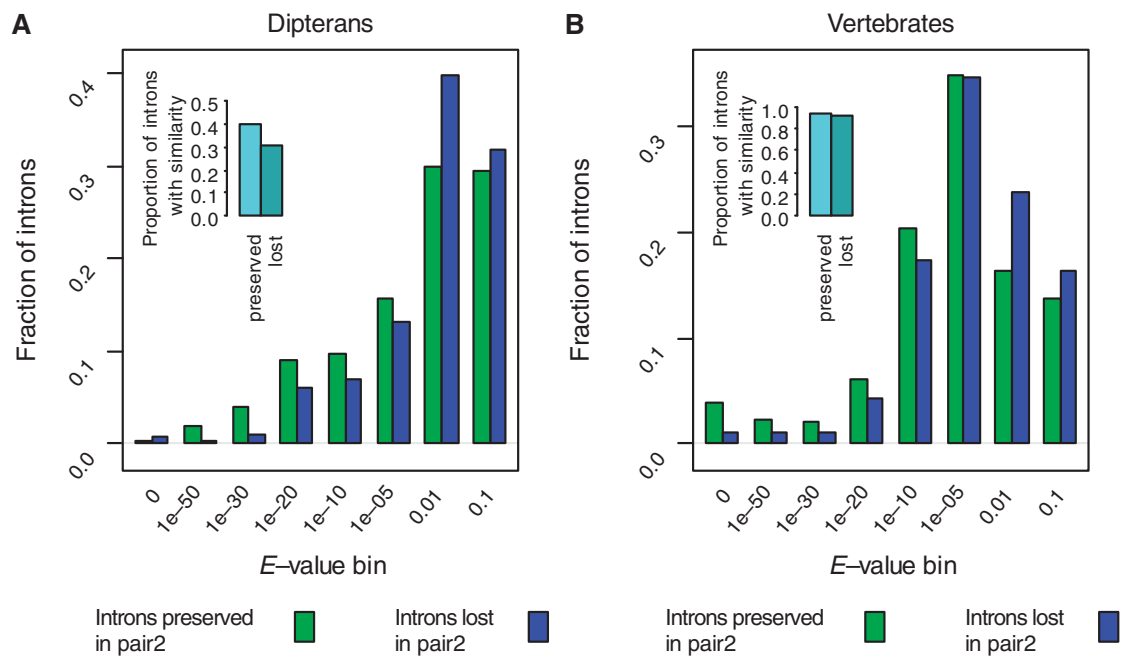 A
Dipterans
Fraction of introns
0.4
0.3
0.2
0.1
0.0
Proportion of introns
with similarity
0.5
0.4
0.3
0.2
0.1
0.0
preserved
lost
0
1e–50
1e–30
1e–20
1e–10
1e–05
0.01
0.1
E–value bin
Introns preserved
in pair2
Introns lost
in pair2
B
Vertebrates
Fraction of introns
0.3
0.2
0.1
0.0
Proportion of introns
with similarity
1.0
0.8
0.6
0.4
0.2
0.0
preserved
lost
0
1e–50
1e–30
1e–20
1e–10
1e–05
0.01
0.1
E–value bin
Introns preserved
in pair2
Introns lost
in pair2